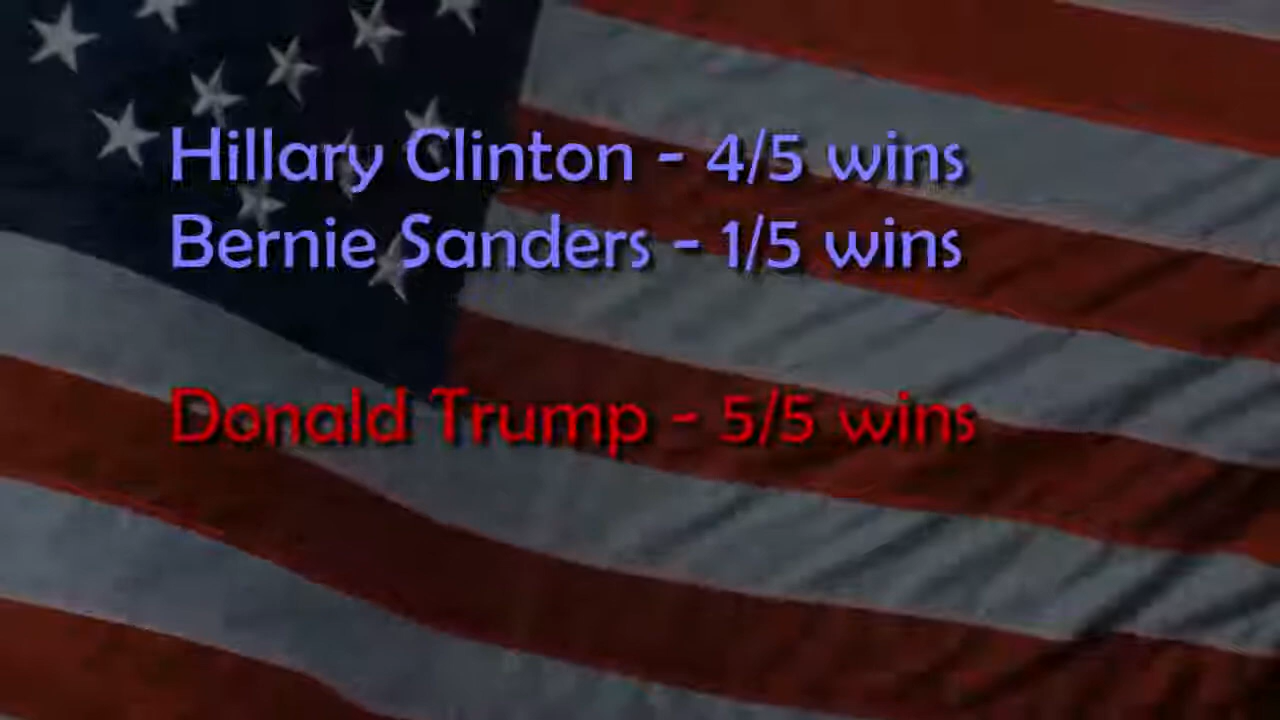 Hillary Clinton - 4/5 wins
Bernie Sanders - 1/5 wins
Donald Trump - 5/5 wins